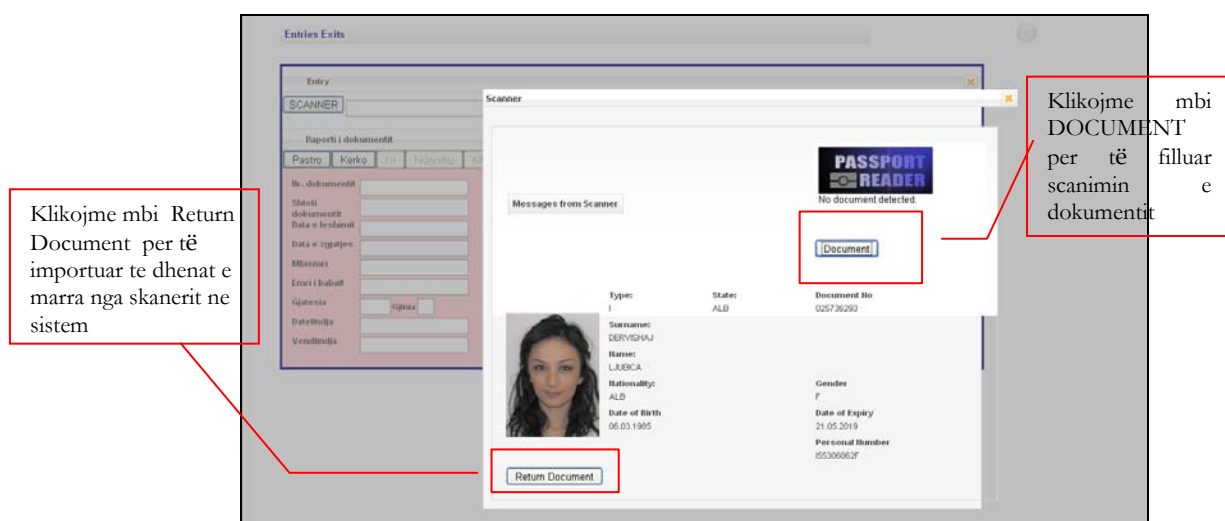 Entries Exits
Entry
SCANNER
Raporti i dokumentit
Pastro Kerko Fri Ndryshu
Nr. dokumentit
Shteti
dokumentit
Data e leshimit
Data e zgjatjes
Mbiemri
Emri i babait
Gjatesia Gjinia
Datelindja
Vendlindja
Scanner
PASSPORT
READER
No document detected.
Messages from Scanner
Document
Type: State: Document No
I ALB 025736293
Surname:
DERVISHAJ
Name:
LJUBICA
Nationality: Gender
ALB F
Date of Birth Date of Expiry
06.03.1985 21.05.2019
Personal Number
I55306062F
Return Document
Klikojme mbi
DOCUMENT
per të filluar
scanimin e
dokumentit
Klikojme mbi Return
Document per të
importuar te dhenat e
marra nga skanerit ne
sistem